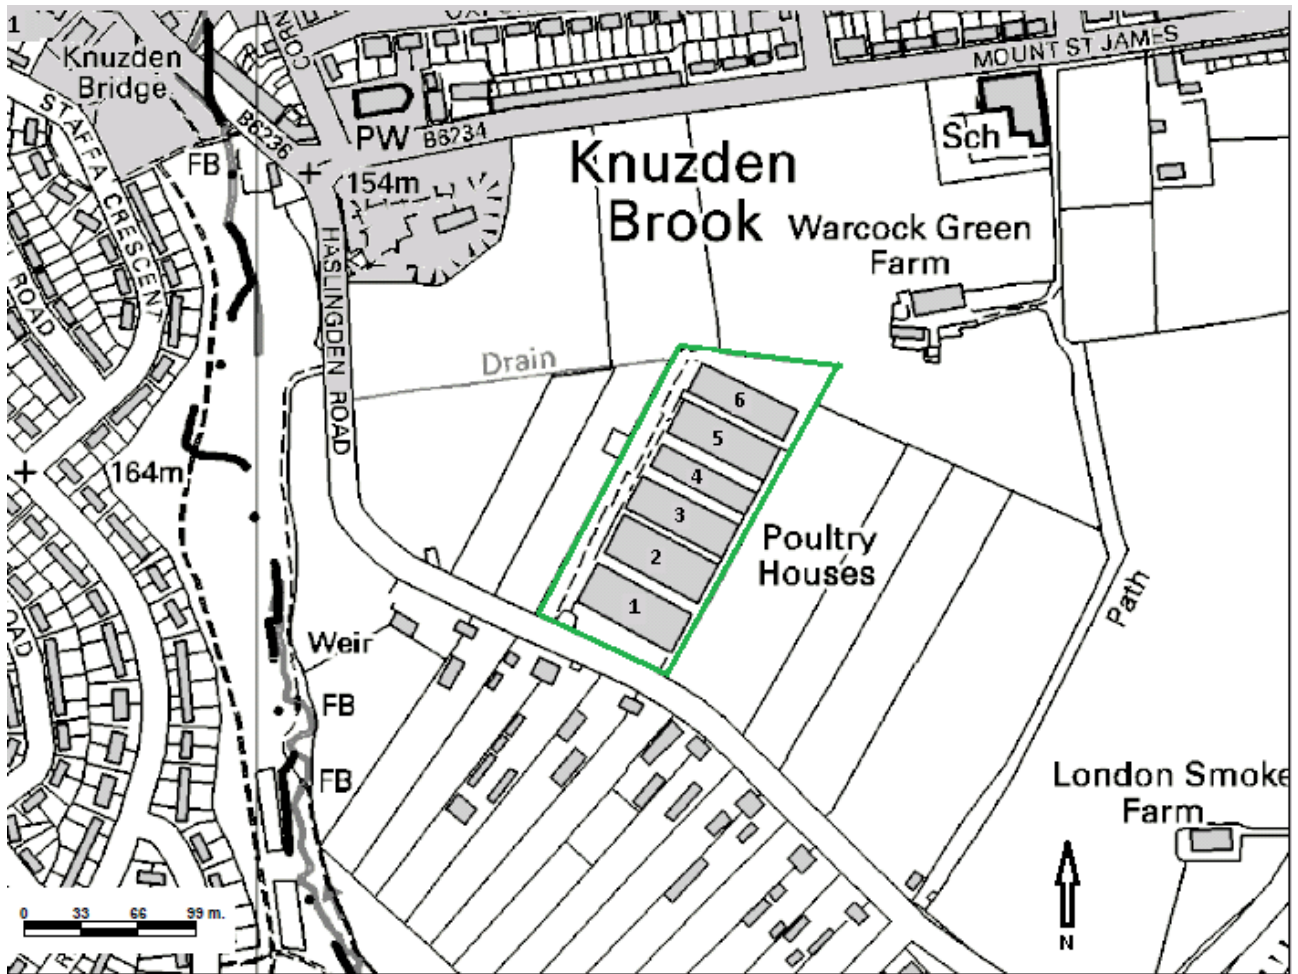 1
Knuzden
Bridge
CORN
MOUNT ST JAMES
STAFFA CRESCENT
B6236
PW
B6234
Sch
FB
154m
Knuzden
Brook
Warcock Green
Farm
HASLINGDEN ROAD
ROAD
Drain
6
5
4
3
2
1
164m
Poultry
Houses
Path
Weir
FB
FB
London Smoke
Farm
0 33 66 99 m.
N